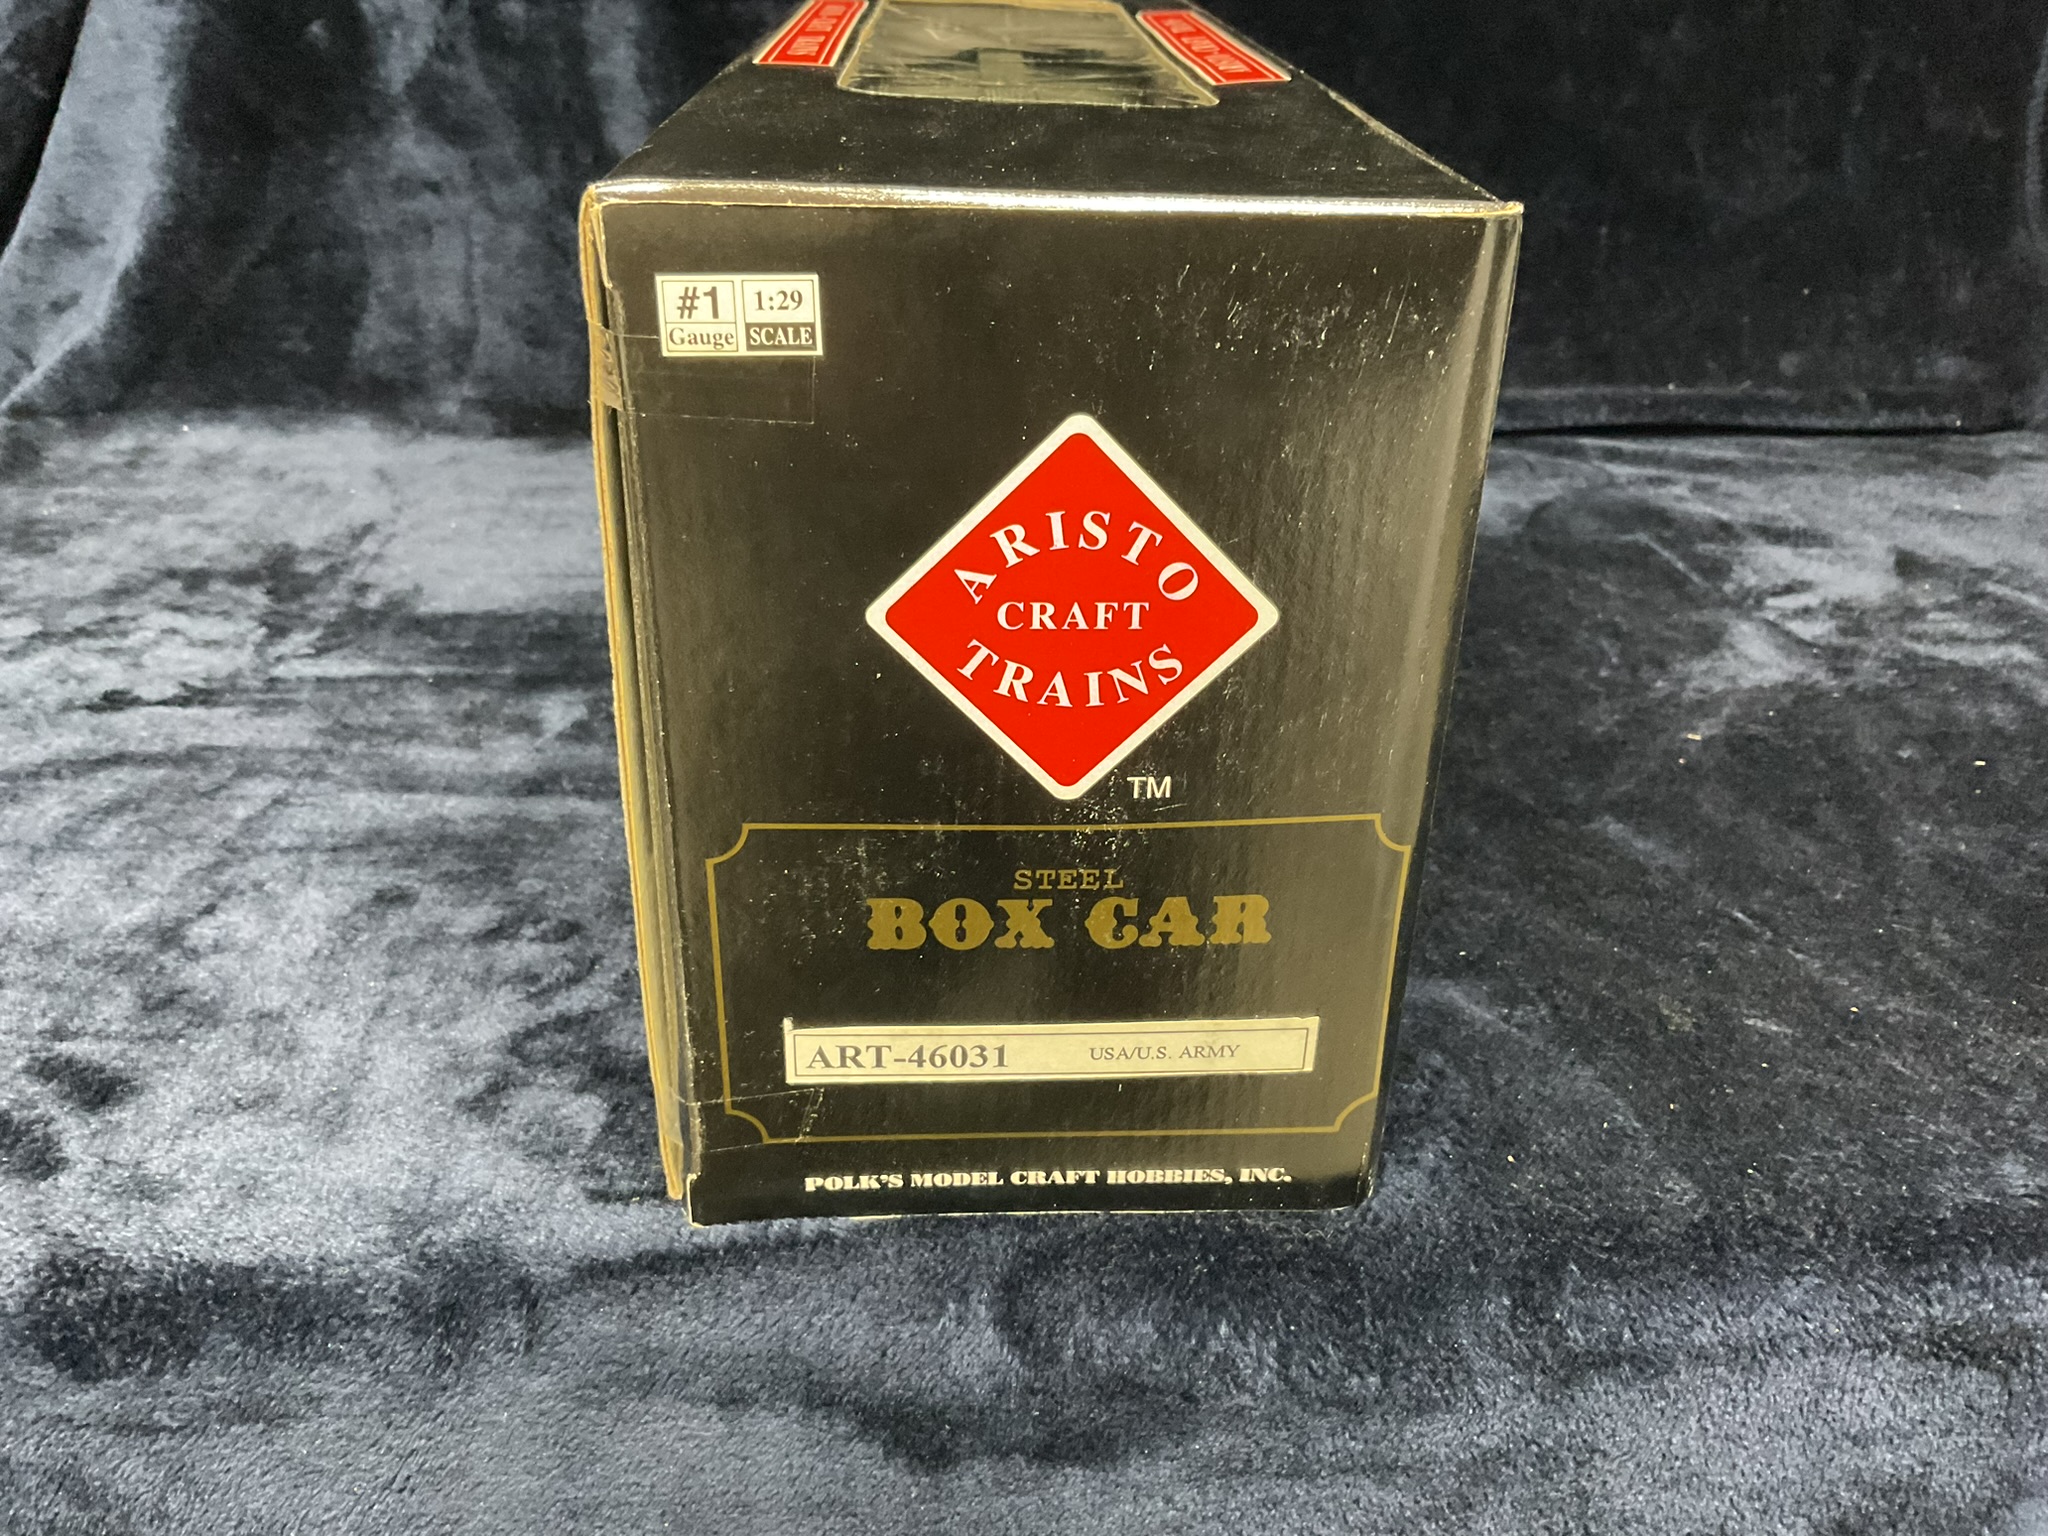 #1
Gauge
1:29
SCALE
ARISTO
CRAFT
TRAINS
TM
STEEL
BOX CAR
ART-46031 USA/U.S. ARMY
POLK'S MODEL CRAFT HOBBIES, INC.